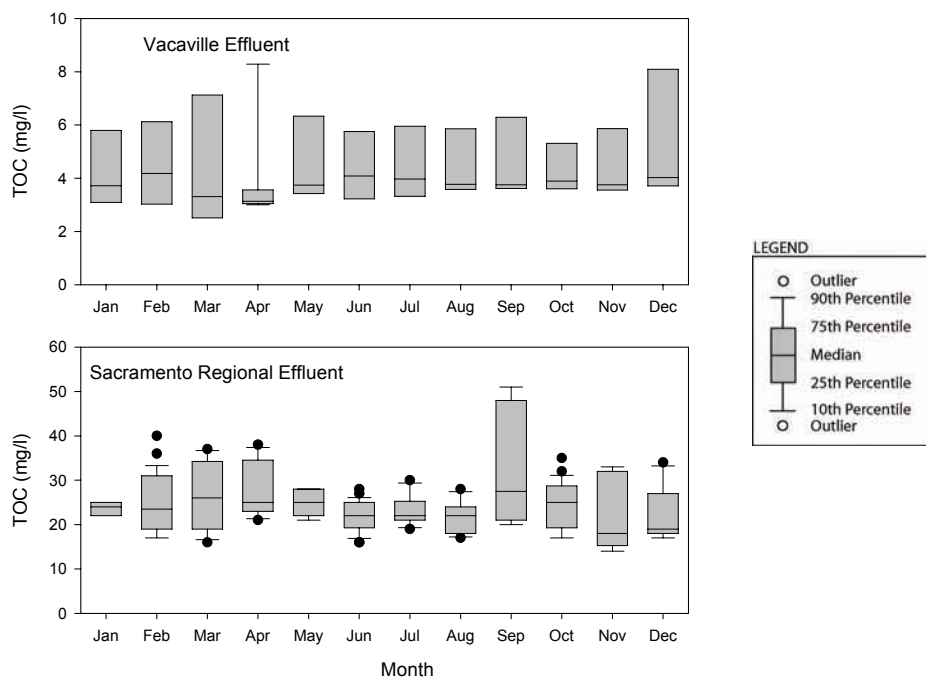 Vacaville Effluent
TOC (mg/l)
10
8
6
4
2
0
Jan Feb Mar Apr May Jun Jul Aug Sep Oct Nov Dec
Sacramento Regional Effluent
TOC (mg/l)
60
50
40
30
20
10
0
Jan Feb Mar Apr May Jun Jul Aug Sep Oct Nov Dec
Month
LEGEND
Outlier
90th Percentile
75th Percentile
Median
25th Percentile
10th Percentile
Outlier